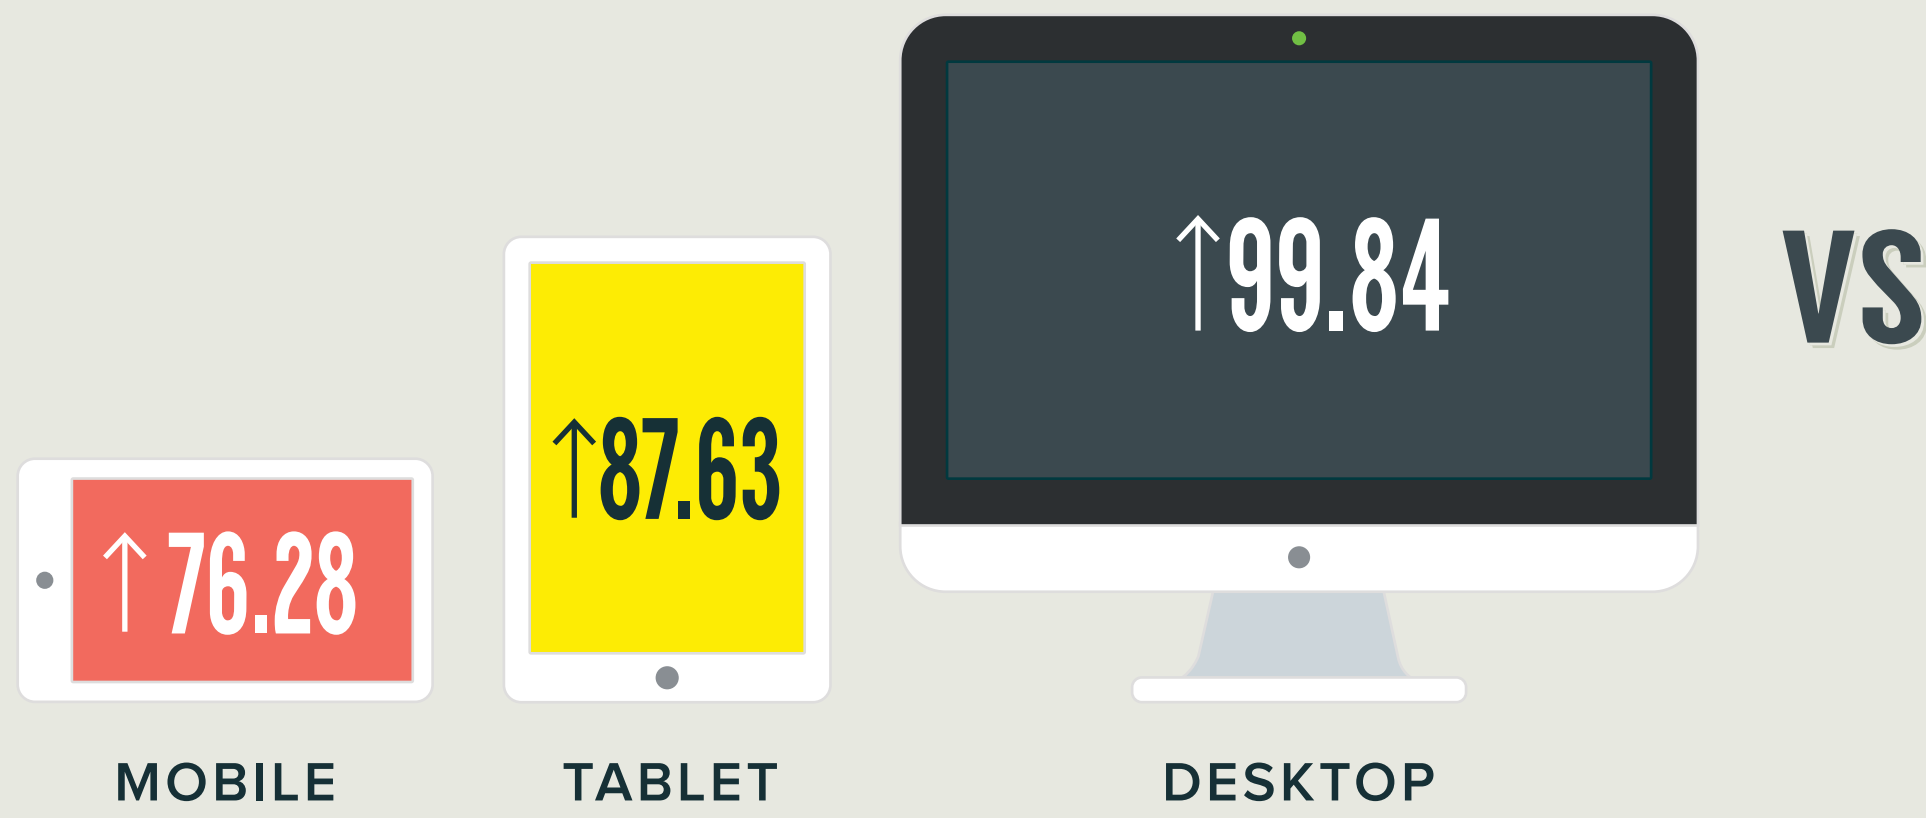 ↑99.84
VS
↑87.63
↑ 76.28
MOBILE TABLET DESKTOP